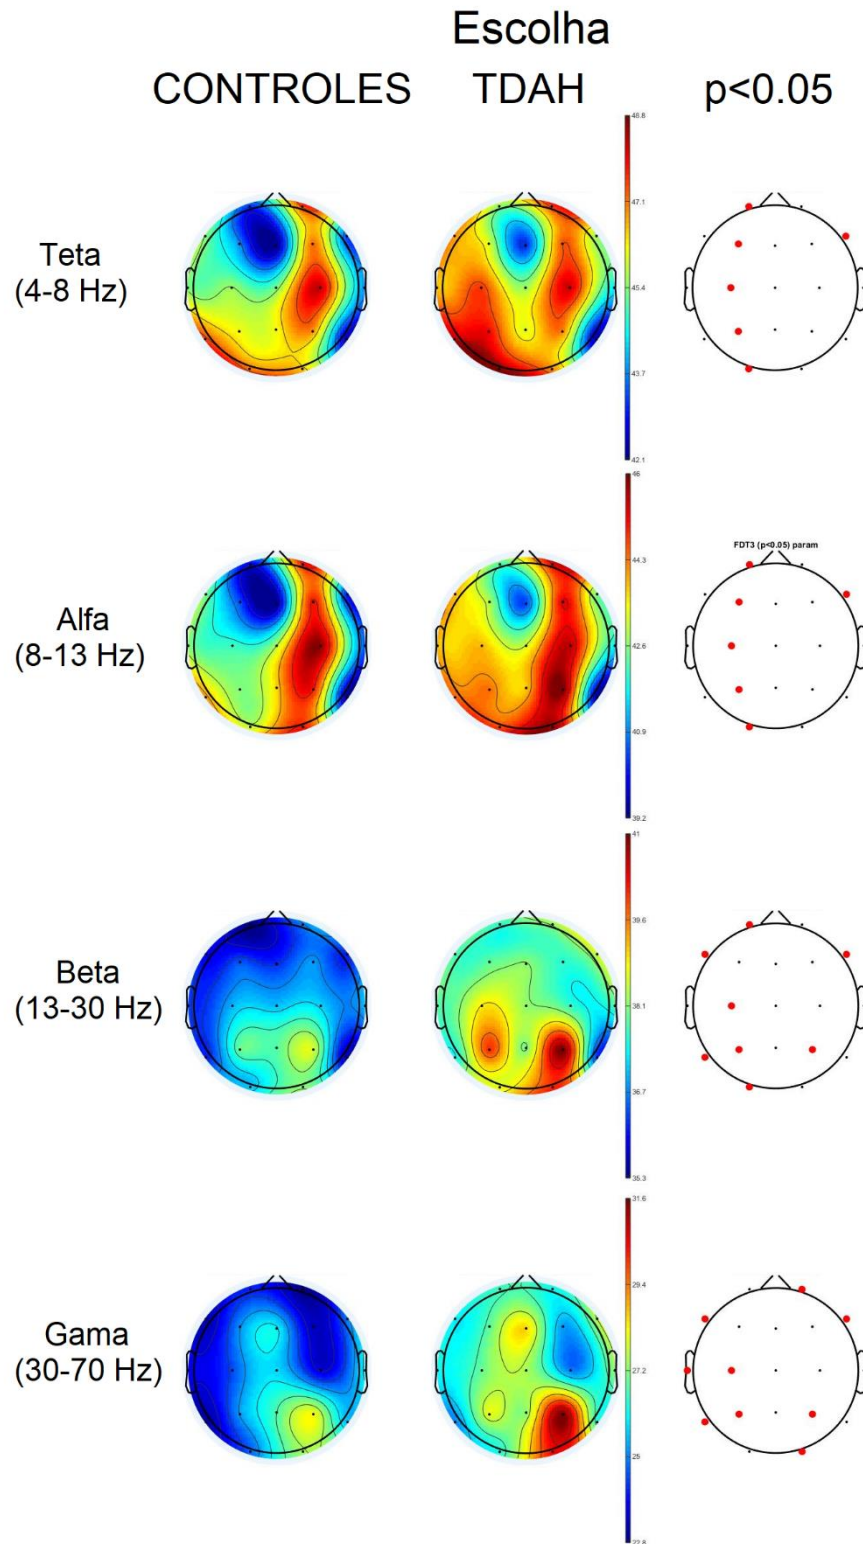 Escolha
CONTROLES TDAH p<0.05
48.8
47.1
Teta
(4-8 Hz)
45.4
43.7
42.1
46
44.3
FDT3 (p<0.05) param
Alfa
(8-13 Hz)
42.6
40.9
39.2
41
39.6
Beta
(13-30 Hz)
38.1
36.7
35.3
31.6
29.4
Gama
(30-70 Hz)
27.2
25
22.8